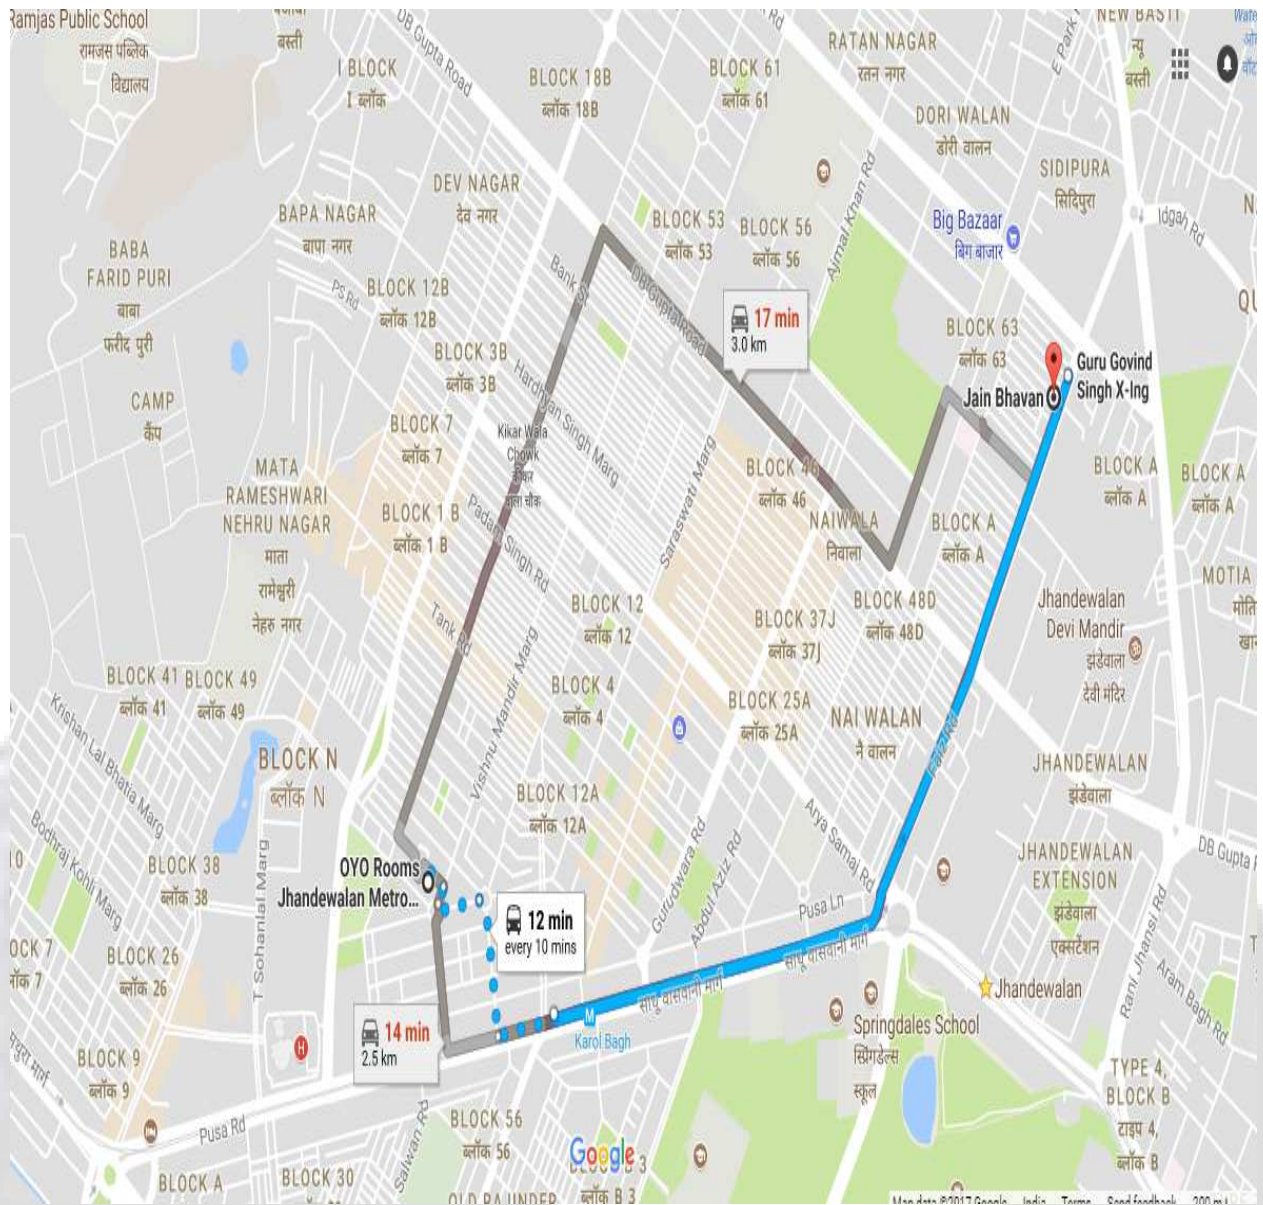 Ramjas Public School
रामजस पब्लिक
विद्यालय
बस्ती
DB Gupta Road
I BLOCK
I ब्लॉक
BLOCK 18B
ब्लॉक 18B
BLOCK 61
ब्लॉक 61
RATAN NAGAR
रतन नगर
NEW BASTI
न्यू
बस्ती
DORI WALAN
डोरी वालन
SIDIPURA
सिदिपुरा
Idgah Rd
DEV NAGAR
देव नगर
BAPA NAGAR
बापा नगर
BLOCK 53
ब्लॉक 53
BLOCK 56
ब्लॉक 56
Ajmal Khan Rd
Big Bazaar
बिग बाजार
BABA
FARID PURI
बाबा
फरीद पुरी
PS Rd
BLOCK 12B
ब्लॉक 12B
DB Gupta Road
17 min
3.0 km
BLOCK 63
ब्लॉक 63
BLOCK 3B
ब्लॉक 3B
Hardhyan Singh Marg
Guru Govind
Singh X-Ing
Jain Bhavan
CAMP
कैंप
BLOCK 7
ब्लॉक 7
Kikar Wala
Chowk
Saraswati Marg
BLOCK 46
ब्लॉक 46
BLOCK A
ब्लॉक A
BLOCK A
ब्लॉक A
MATA
RAMESHWARI
NEHRU NAGAR
माता
रामेश्वरी
नेहरु नगर
BLOCK 1 B
ब्लॉक 1 B
Padam Singh Rd
NAIWALA
निवाला
BLOCK A
ब्लॉक A
Tank Rd
BLOCK 12
ब्लॉक 12
BLOCK 37J
ब्लॉक 37J
BLOCK 48D
ब्लॉक 48D
Jhandewalan
Devi Mandir
झंडेवाला
देवी मंदिर
MOTIA
BLOCK 41
ब्लॉक 41
BLOCK 49
ब्लॉक 49
Krishan Lal Bhatia Marg
Vishnu Mandir Marg
BLOCK 4
ब्लॉक 4
BLOCK 25A
ब्लॉक 25A
NAI WALAN
नै वालन
Faiz Rd
BLOCK N
ब्लॉक N
JHANDEWALAN
झंडेवाला
BLOCK 12A
ब्लॉक 12A
Arya Samaj Rd
Bodhraj Kohli Marg
BLOCK 38
ब्लॉक 38
T Sohanlal Marg
OYO Rooms
Jhandewalan Metro...
Gurudwara Rd
Abdul Aziz Rd
JHANDEWALAN
EXTENSION
झंडेवाला
एक्सटेंशन
DB Gupta
12 min
every 10 mins
Pusa Ln
साधू वासवानी मार्ग
साधू वासवानी मार्ग
Rani Jhansi Rd
Aram Bagh Rd
BLOCK 26
ब्लॉक 26
Jhandewalan
14 min
2.5 km
Karol Bagh
Springdales School
स्प्रिंगडेल्स
स्कूल
BLOCK 9
ब्लॉक 9
TYPE 4,
BLOCK B
टाइप 4,
ब्लॉक B
Pusa Rd
Salwan Rd
BLOCK 56
ब्लॉक 56
Google
BLOCK A
BLOCK 30
ब्लॉक B 3
Map data ©2017 Google India Terms Send feedback 200 m